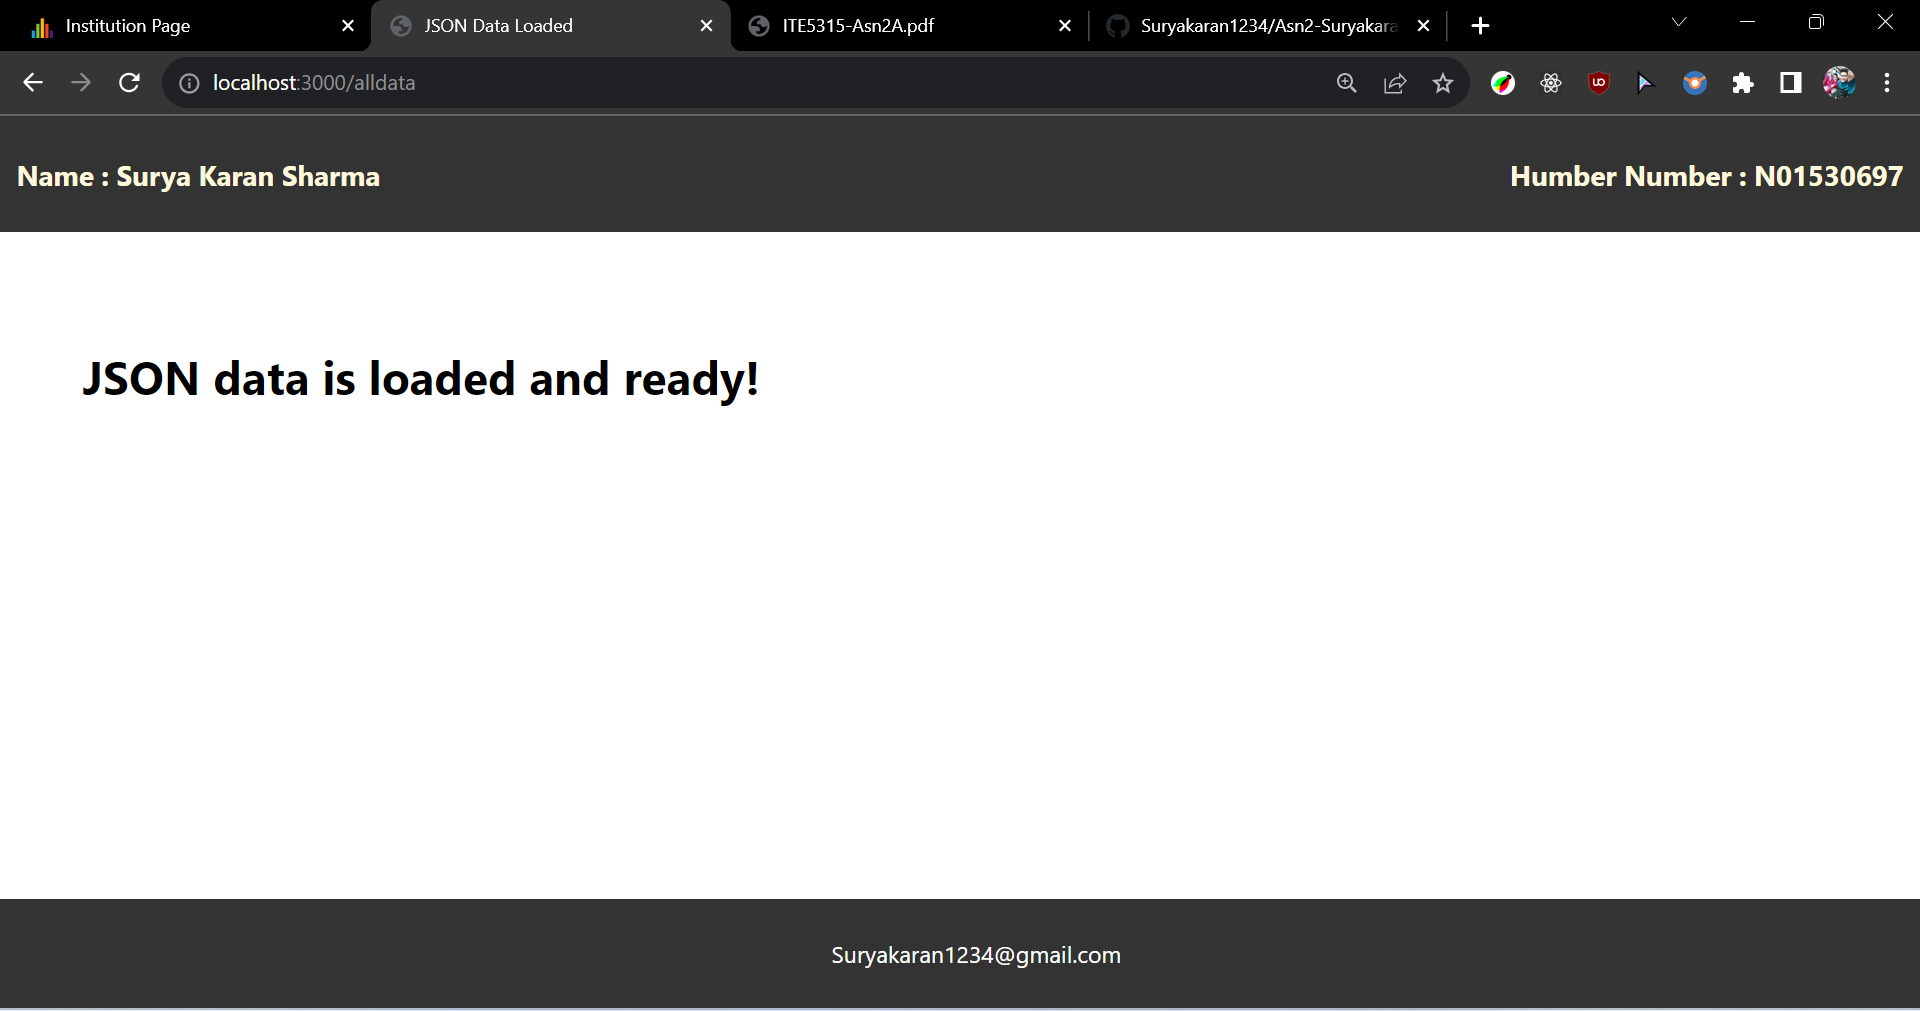 Institution Page
JSON Data Loaded
ITE5315-Asn2A.pdf
Suryakaran1234/Asn2-Suryakara
localhost:3000/alldata
Name : Surya Karan Sharma
Humber Number : N01530697
JSON data is loaded and ready!
Suryakaran1234@gmail.com